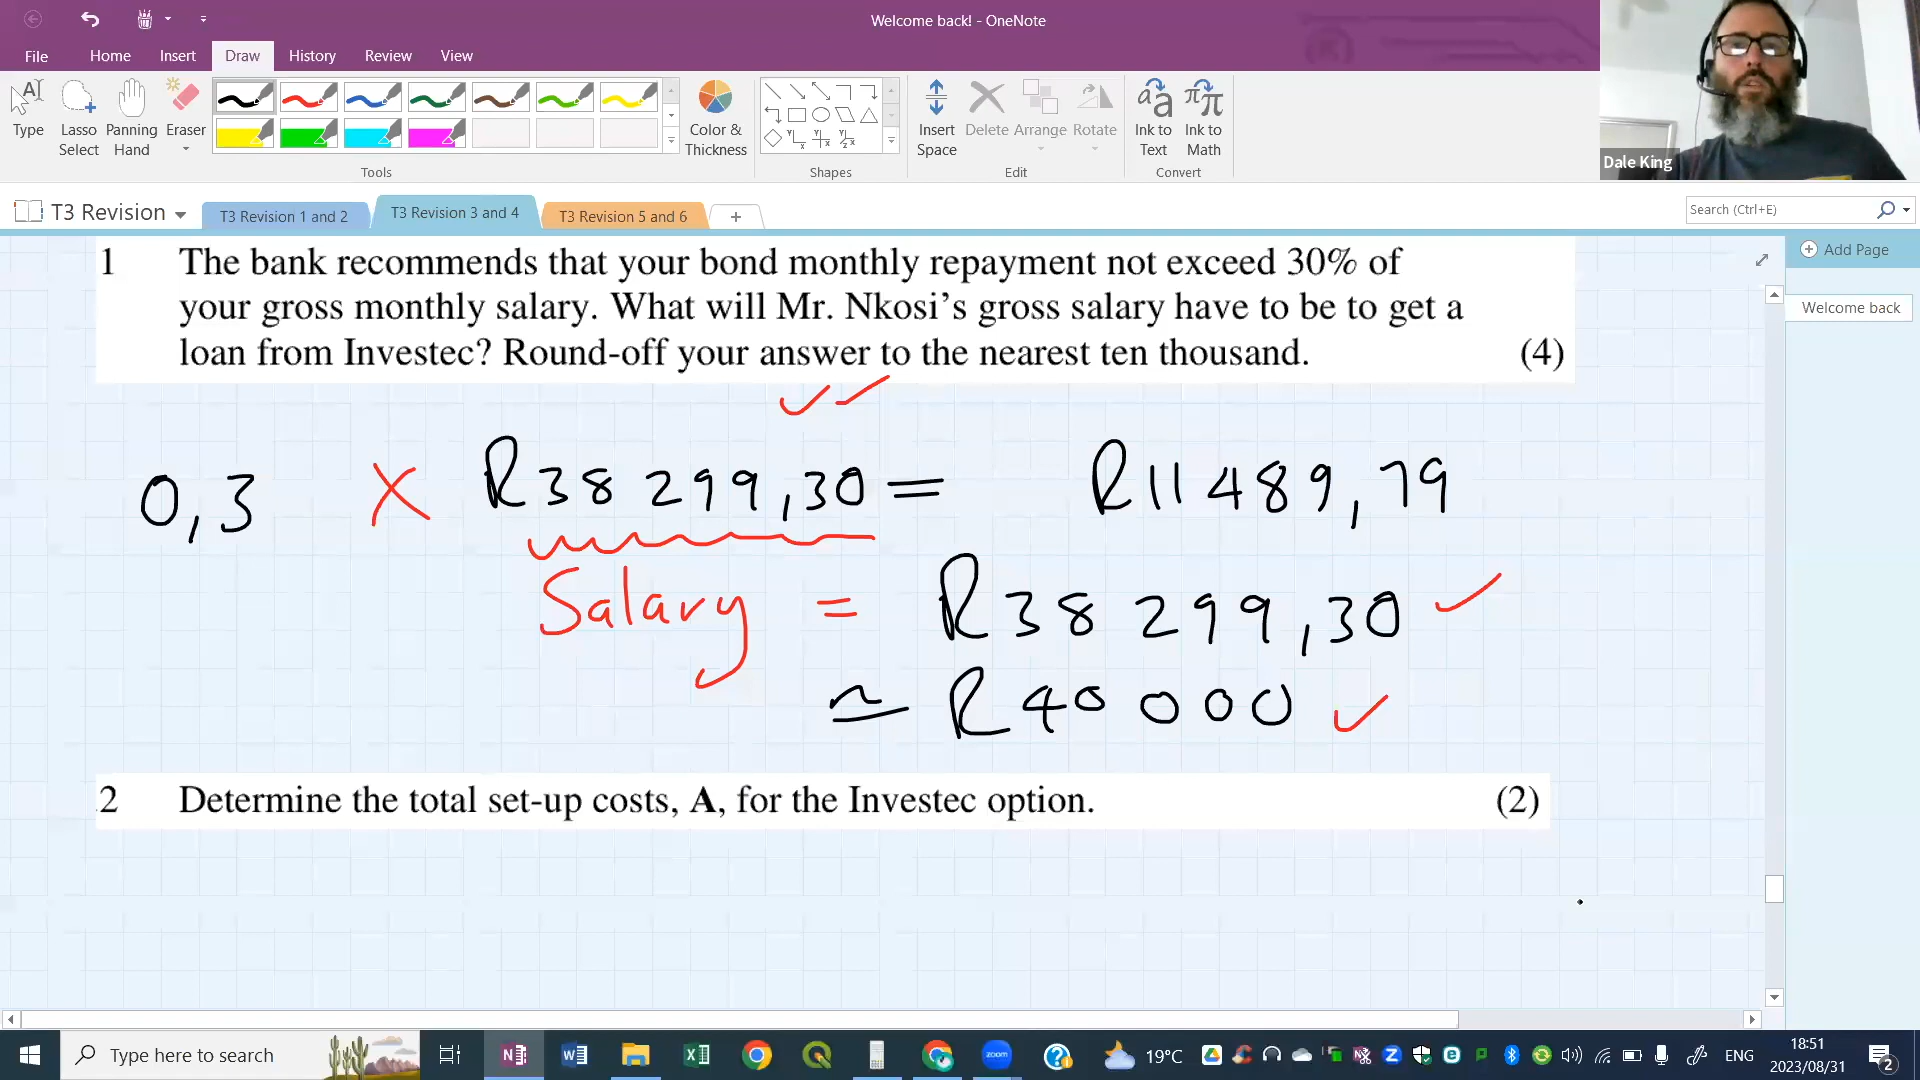 Welcome back! - OneNote
File
Home
Insert
Draw
History
Review
View
Type
Lasso Select
Panning Hand
Eraser
Color & Thickness
Insert Space
Delete
Arrange
Rotate
Ink to Text
Ink to Math
Tools
Shapes
Edit
Convert
Dale King
T3 Revision
T3 Revision 1 and 2
T3 Revision 3 and 4
T3 Revision 5 and 6
Search (Ctrl+E)
Add Page
Welcome back
1 The bank recommends that your bond monthly repayment not exceed 30% of
your gross monthly salary. What will Mr. Nkosi's gross salary have to be to get a
loan from Investec? Round-off your answer to the nearest ten thousand. (4)
0,3 × R38 299,30 = R11 489,79
Salary = R38 299,30
≃ R40 000
.2 Determine the total set-up costs, A, for the Investec option. (2)
Type here to search
zoom
19°C
ENG
18:51
2023/08/31
2